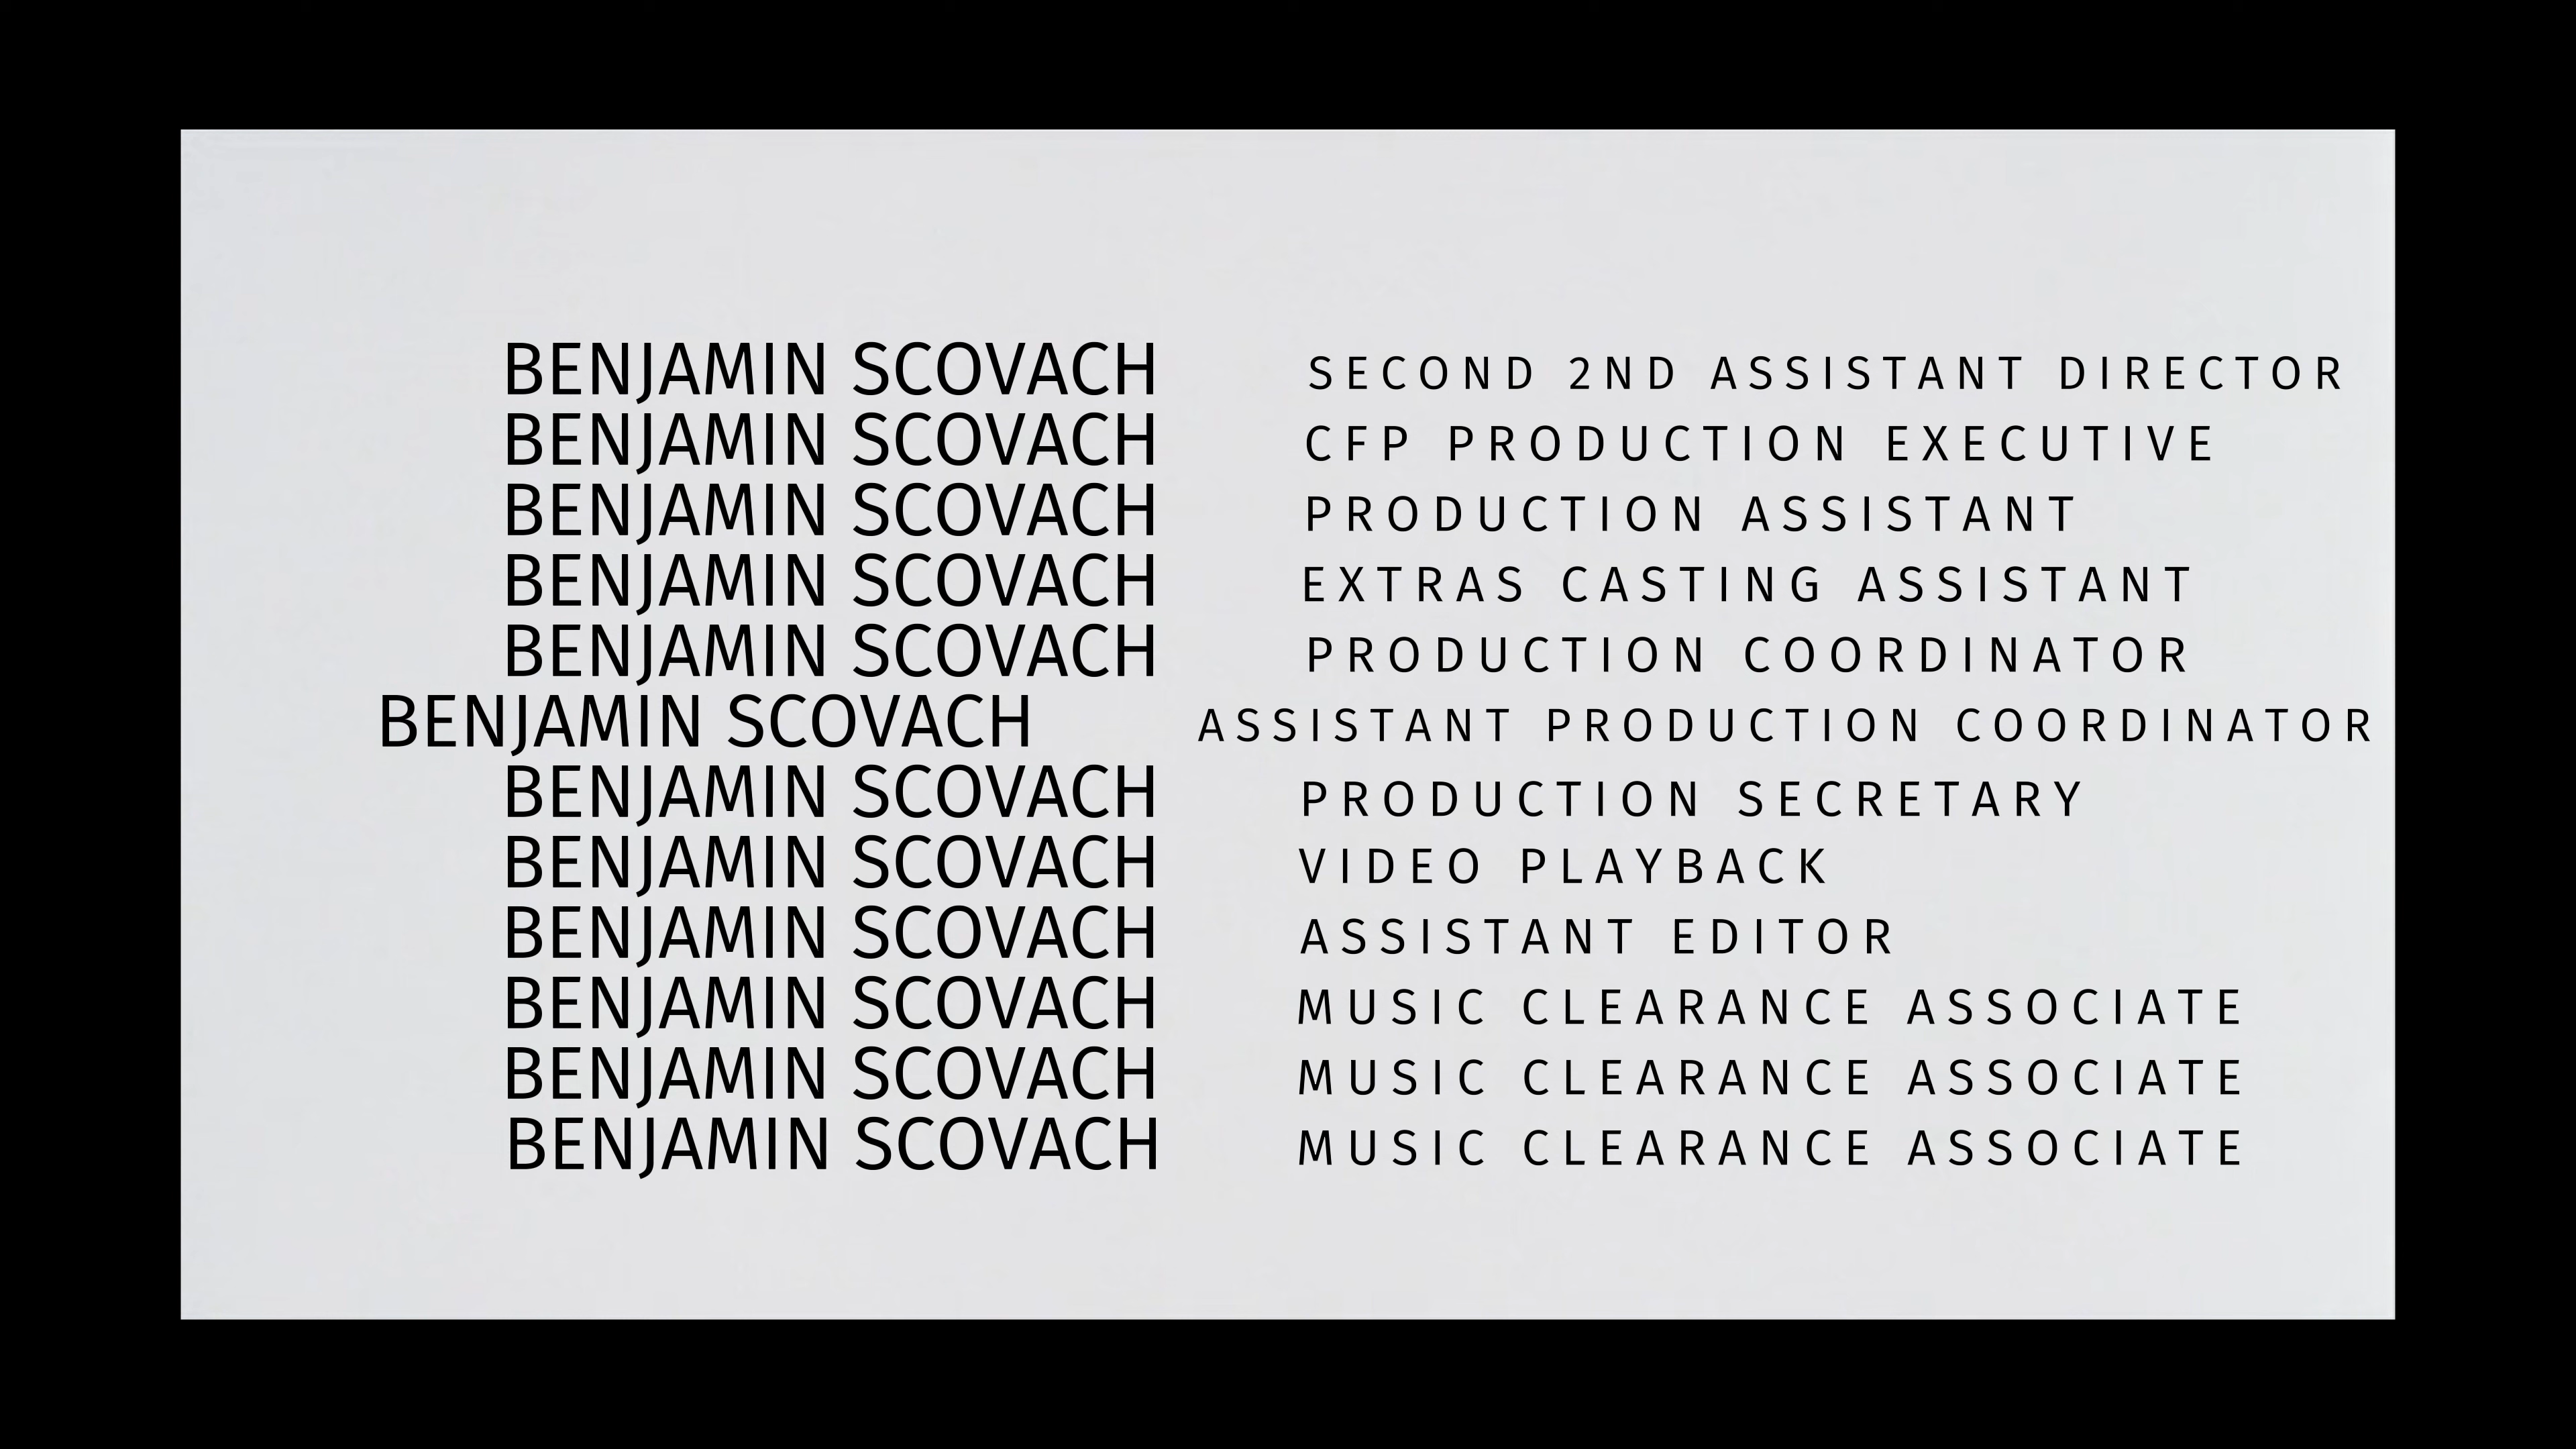 BENJAMIN SCOVACH SECOND 2ND ASSISTANT DIRECTOR
BENJAMIN SCOVACH CFP PRODUCTION EXECUTIVE
BENJAMIN SCOVACH PRODUCTION ASSISTANT
BENJAMIN SCOVACH EXTRAS CASTING ASSISTANT
BENJAMIN SCOVACH PRODUCTION COORDINATOR
BENJAMIN SCOVACH ASSISTANT PRODUCTION COORDINATOR
BENJAMIN SCOVACH PRODUCTION SECRETARY
BENJAMIN SCOVACH VIDEO PLAYBACK
BENJAMIN SCOVACH ASSISTANT EDITOR
BENJAMIN SCOVACH MUSIC CLEARANCE ASSOCIATE
BENJAMIN SCOVACH MUSIC CLEARANCE ASSOCIATE
BENJAMIN SCOVACH MUSIC CLEARANCE ASSOCIATE